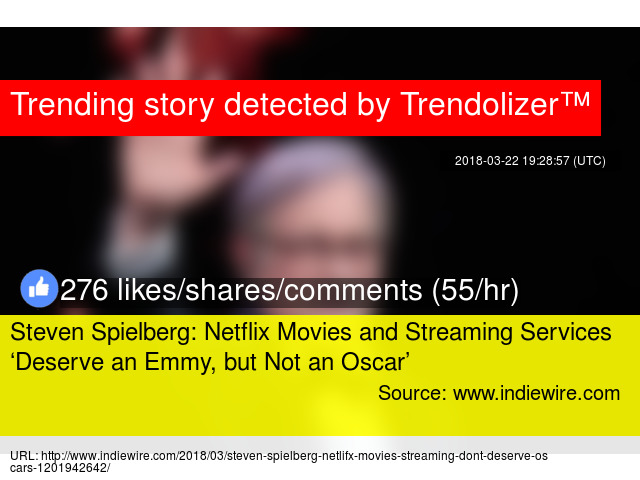 Trending story detected by Trendolizer™
2018-03-22 19:28:57 (UTC)
276 likes/shares/comments (55/hr)
Steven Spielberg: Netflix Movies and Streaming Services
‘Deserve an Emmy, but Not an Oscar’
Source: www.indiewire.com
URL: http://www.indiewire.com/2018/03/steven-spielberg-netlifx-movies-streaming-dont-deserve-os
cars-1201942642/